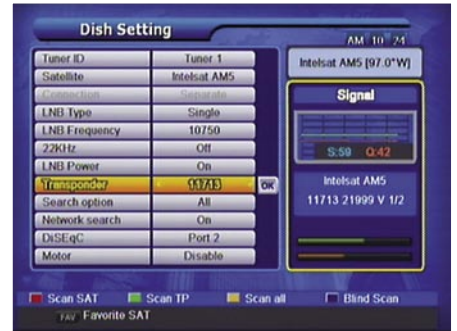 Dish Setting
AM 10 24
Tuner ID Tuner 1
Satellite Intelsat AM5
Connection Separate
LNB Type Single
LNB Frequency 10750
22KHz Off
LNB Power On
Transponder 11713 OK
Search option All
Network search On
DiSEqC Port 2
Motor Disable
Intelsat AM5 [97.0°W]
Signal
S:59 Q:42
Intelsat AM5
11713 21999 V 1/2
Scan SAT Scan TP Scan all Blind Scan
FAV Favorite SAT